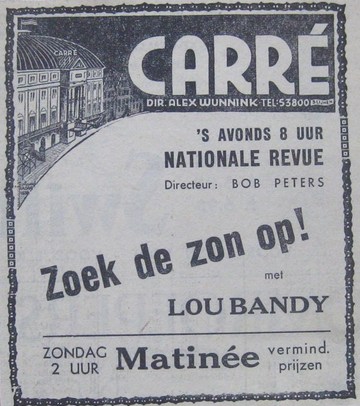 CARRÉ
CARRÉ
DIR. ALEX WUNNINK TEL: 53800
'S AVONDS 8 UUR
NATIONALE REVUE
Directeur: BOB PETERS
Zoek de zon op!
met
LOU BANDY
ZONDAG
2 UUR
Matinée
vermind.
prijzen